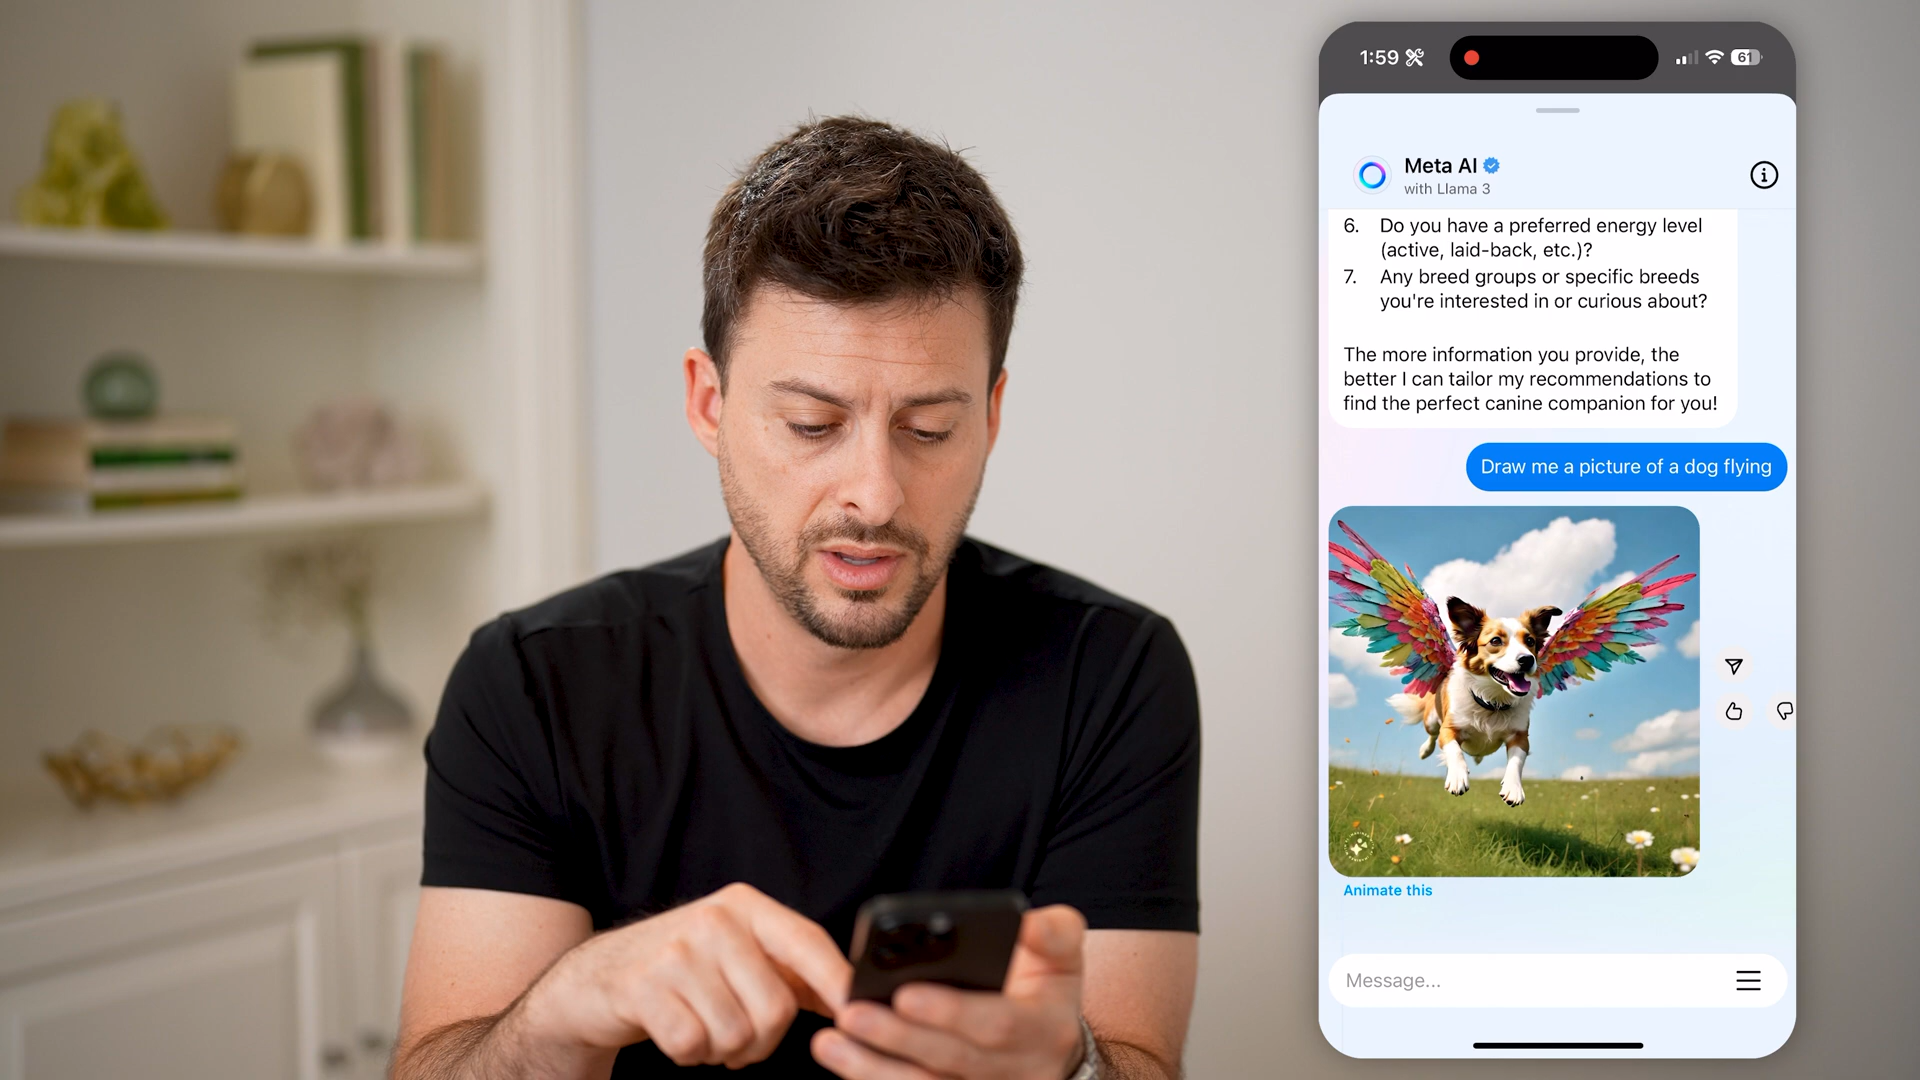 1:59
61
Meta AI
with Llama 3
6. Do you have a preferred energy level
(active, laid-back, etc.)?
7. Any breed groups or specific breeds
you're interested in or curious about?
The more information you provide, the
better I can tailor my recommendations to
find the perfect canine companion for you!
Draw me a picture of a dog flying
Animate this
Message...